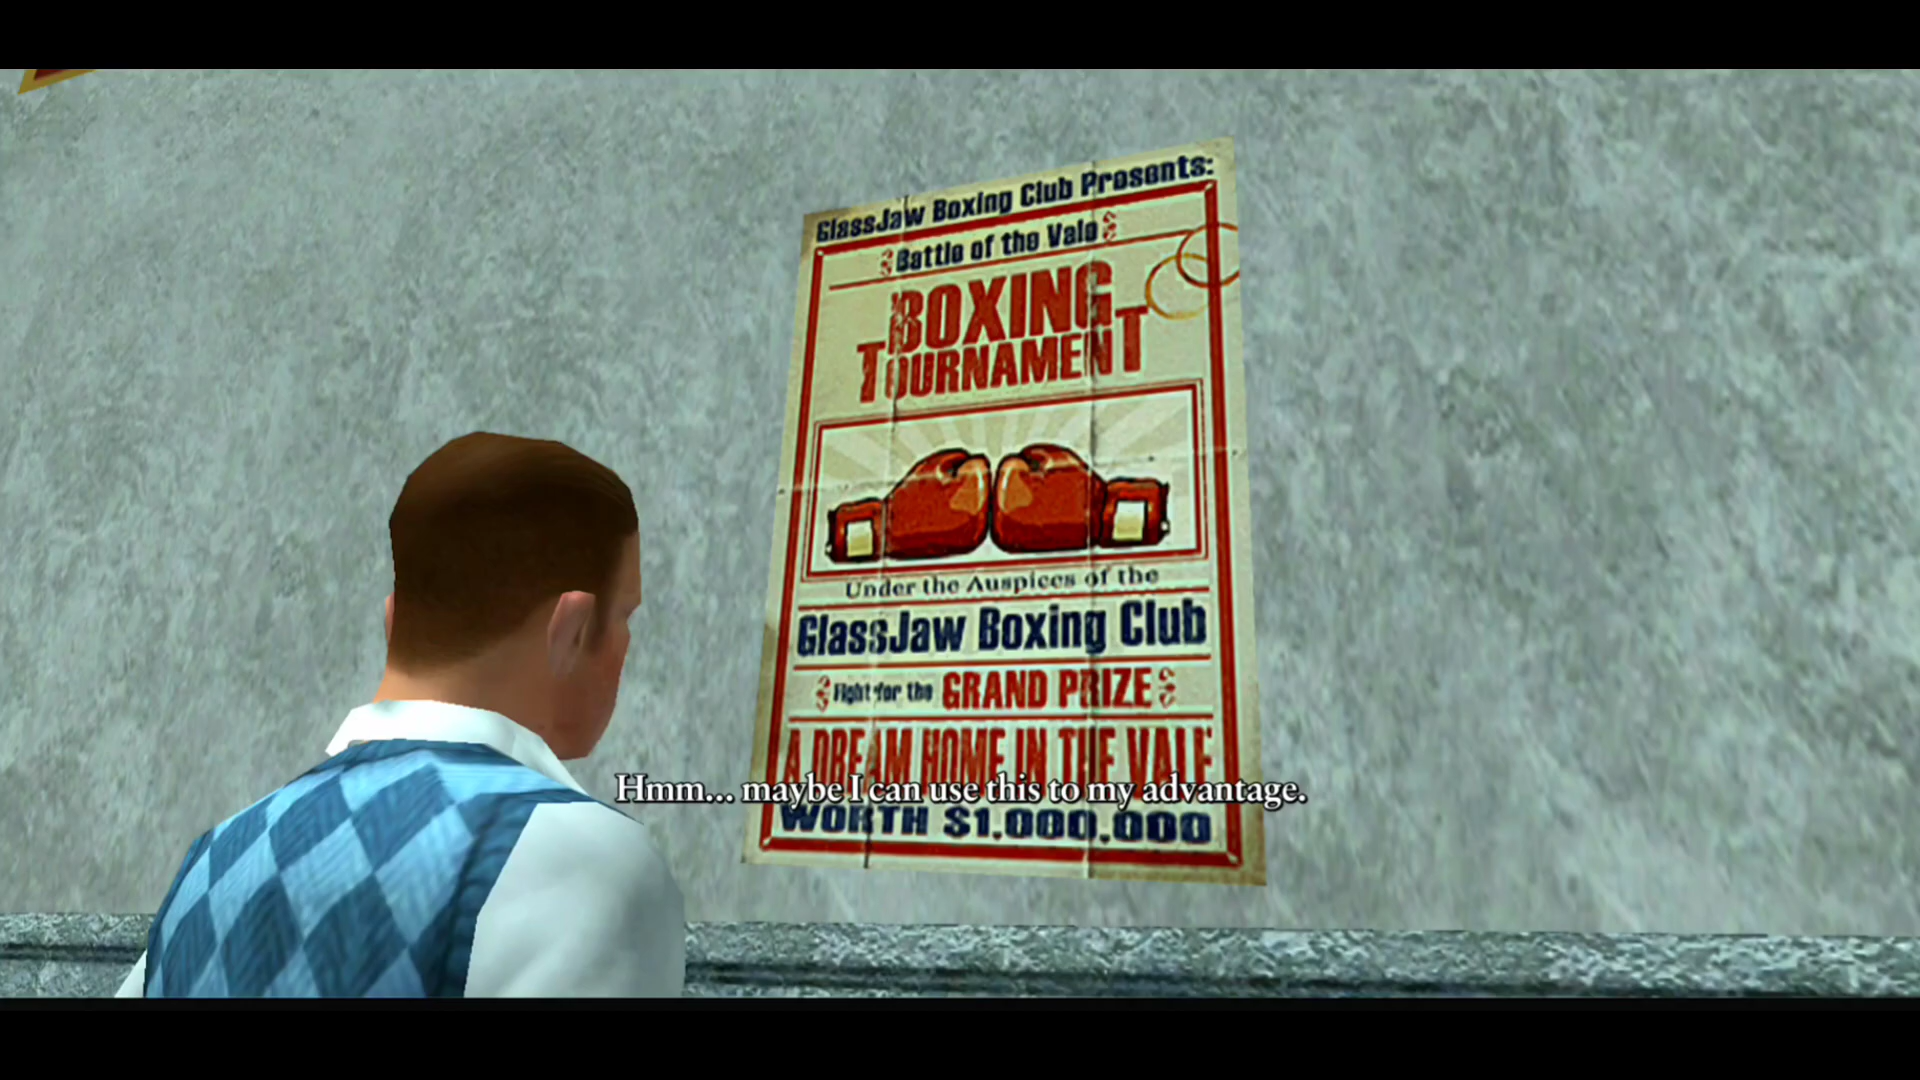 GlassJaw Boxing Club Presents:
Battle of the Vale
BOXING
TOURNAMENT
Under the Auspices of the
GlassJaw Boxing Club
Fight for the GRAND PRIZE
A DREAM HOME IN THE VALE
Hmm... maybe I can use this to my advantage.
WORTH $1,000,000